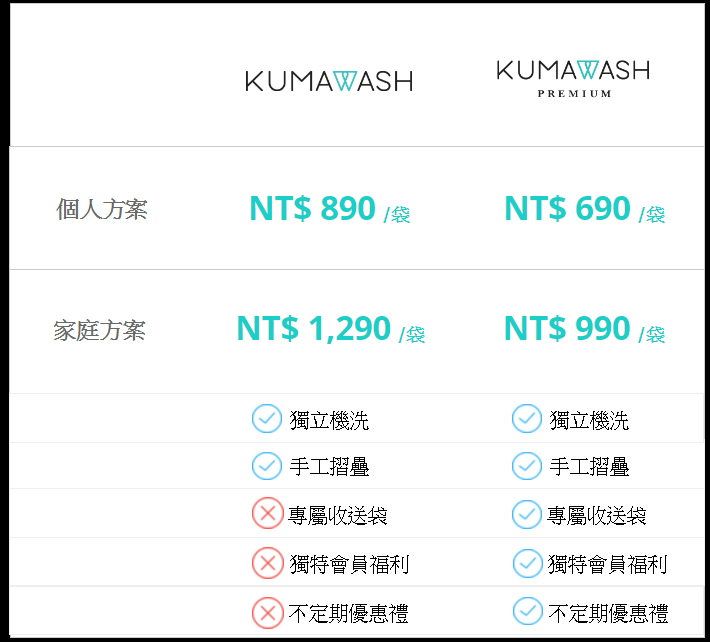 KUMAWASH
KUMAWASH
PREMIUM
個人方案 NT$ 890 /袋 NT$ 690 /袋
家庭方案 NT$ 1,290 /袋 NT$ 990 /袋
獨立機洗 獨立機洗
手工摺疊 手工摺疊
專屬收送袋 專屬收送袋
獨特會員福利 獨特會員福利
不定期優惠禮 不定期優惠禮